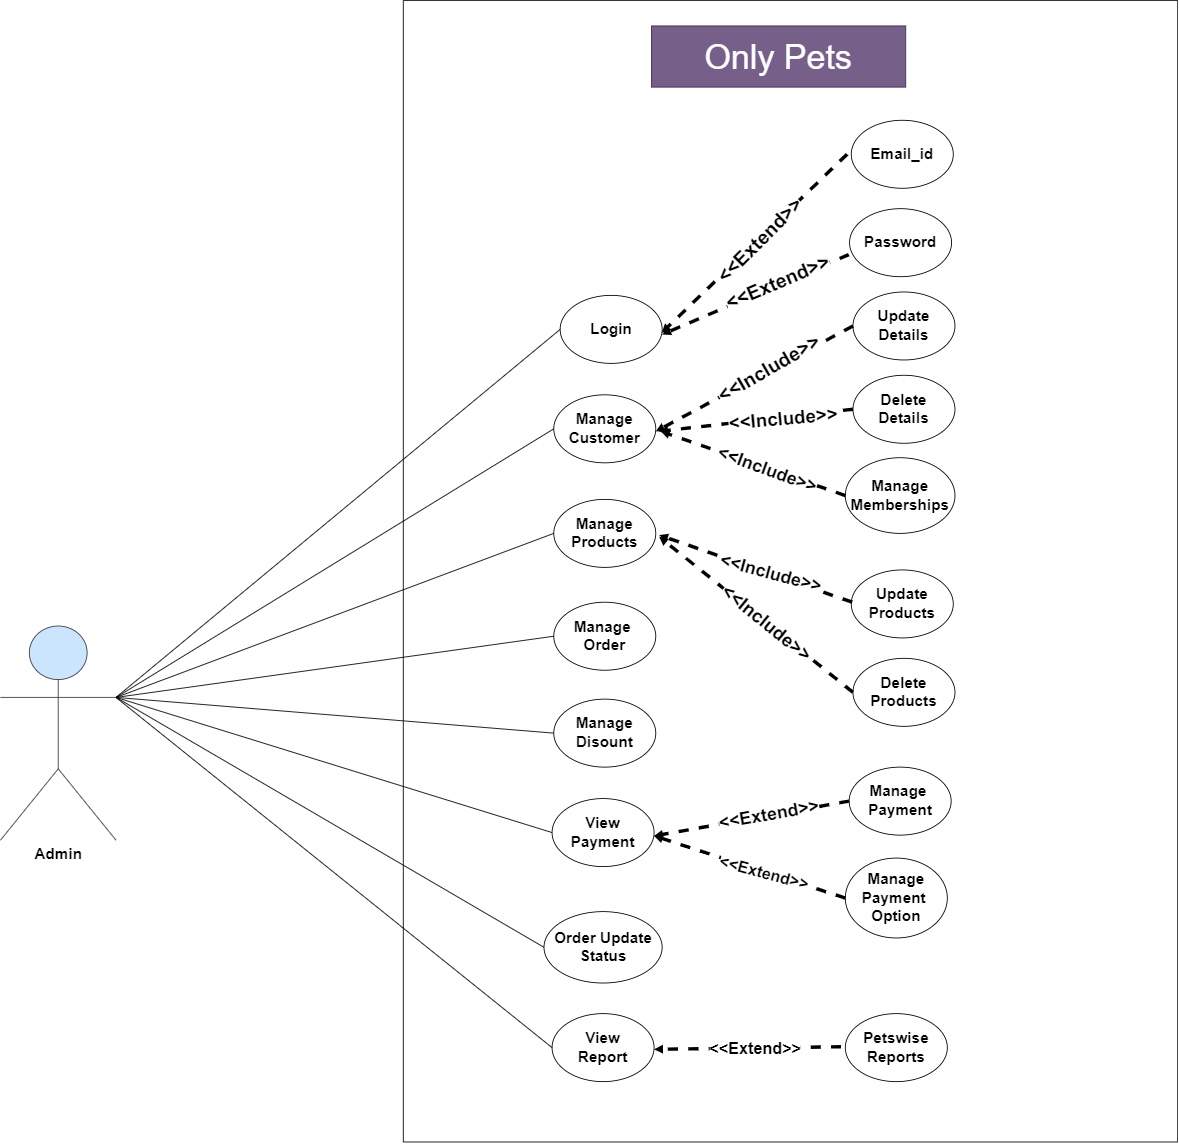 Only Pets
Email_id
<<Extend>>
Password
<<Extend>>
Login
Update
Details
<<Include>>
Manage
Customer
Delete
Details
<<Include>>
<<Include>>
Manage
Memberships
Manage
Products
<<Include>>
Update
Products
<<Include>>
Manage
Order
Delete
Products
Manage
Disount
Manage
Payment
<<Extend>>
View
Payment
<<Extend>>
Manage
Payment
Option
Admin
Order Update
Status
View
Report
<<Extend>>
Petswise
Reports